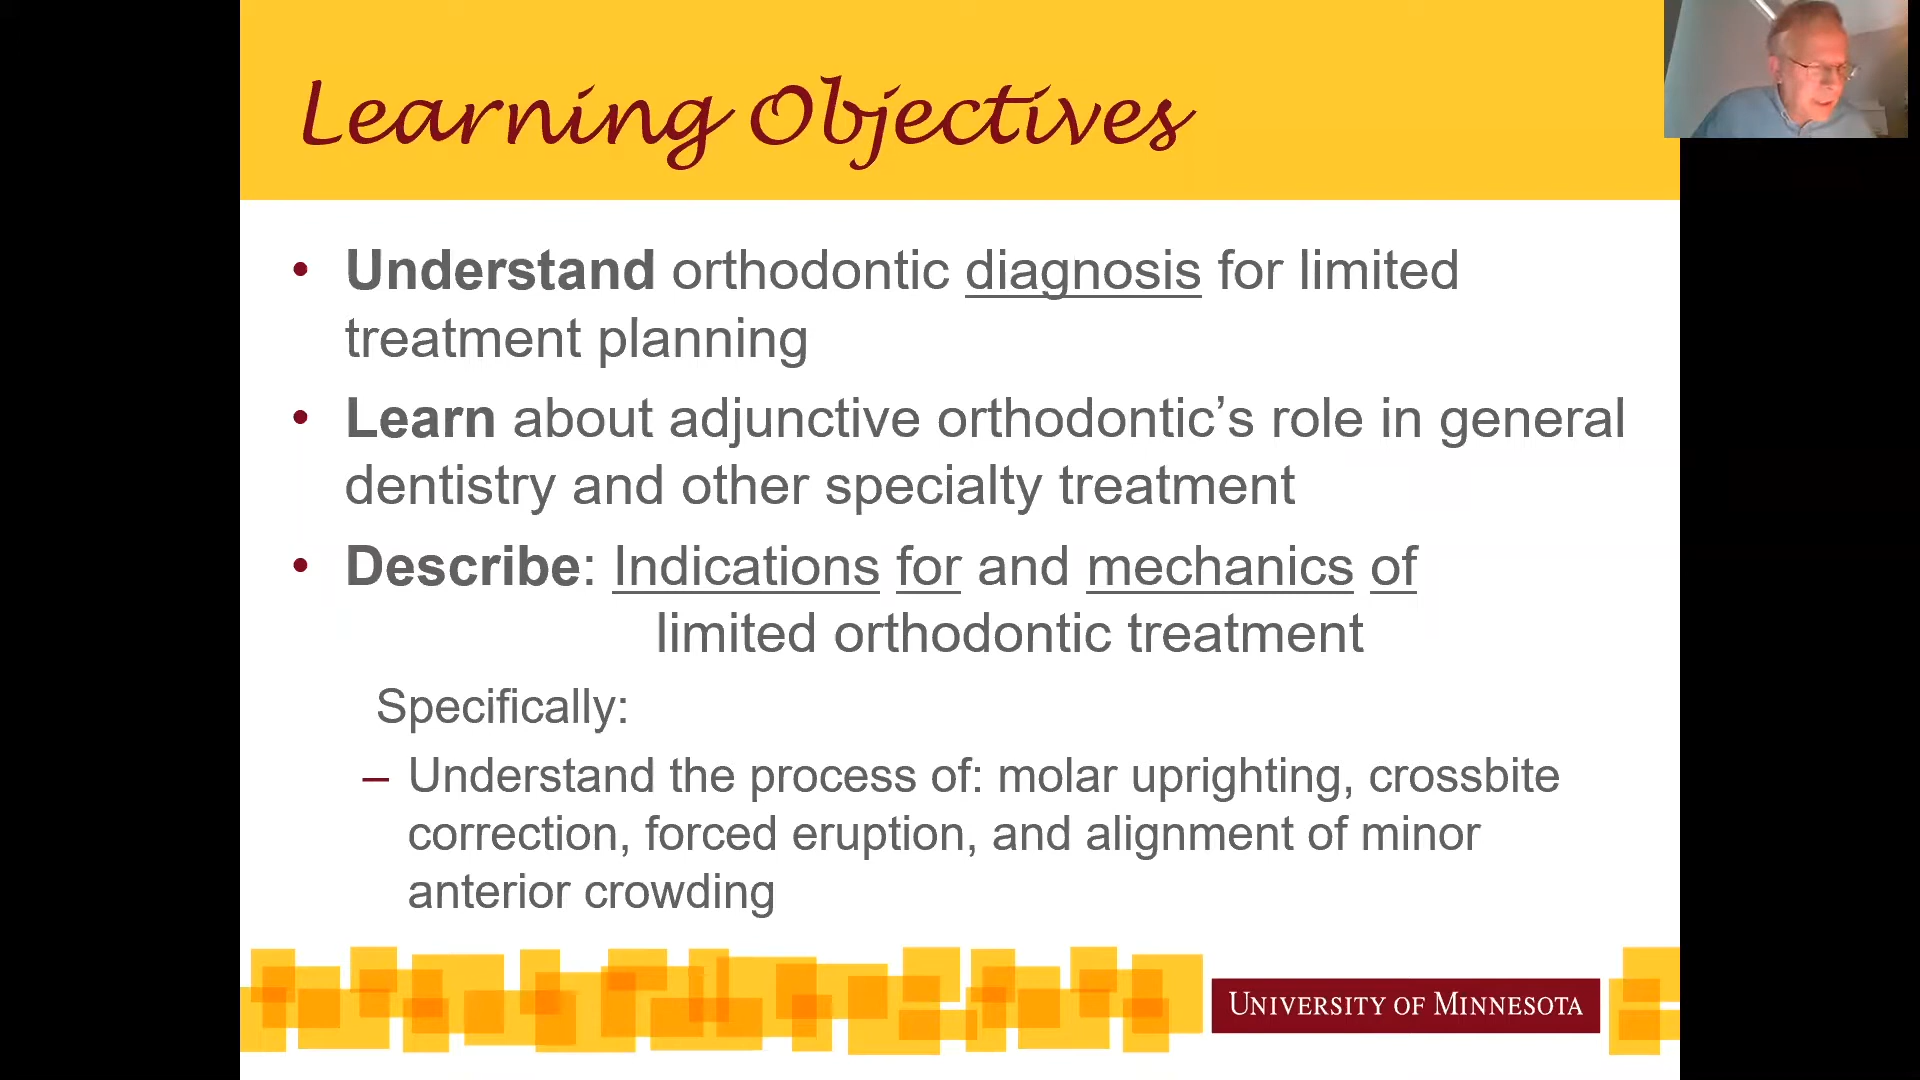 Learning Objectives
• Understand orthodontic diagnosis for limited
treatment planning
• Learn about adjunctive orthodontic’s role in general
dentistry and other specialty treatment
• Describe: Indications for and mechanics of
limited orthodontic treatment
Specifically:
– Understand the process of: molar uprighting, crossbite
correction, forced eruption, and alignment of minor
anterior crowding
UNIVERSITY OF MINNESOTA